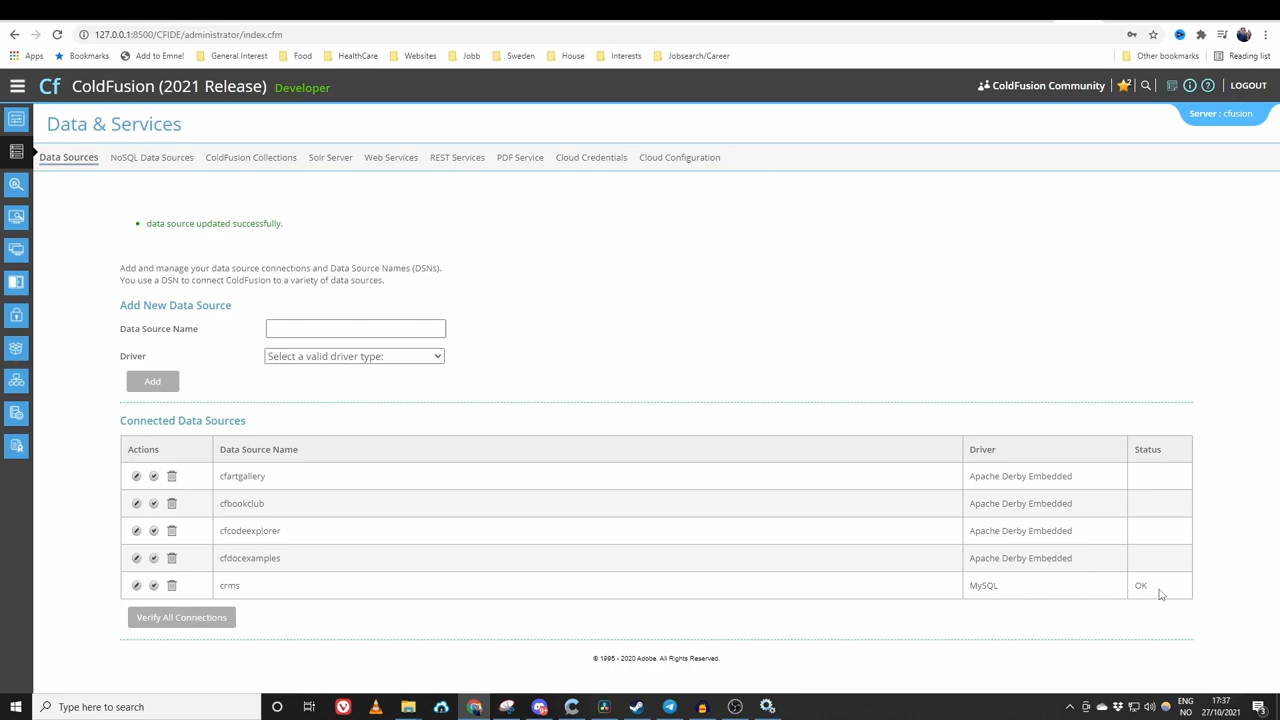 127.0.0.1:8500/CFIDE/administrator/index.cfm
Apps Bookmarks Add to Emne! General Interest Food HealthCare Websites Jobb Sweden House Interests Jobsearch/Career Other bookmarks Reading list
Cf ColdFusion (2021 Release) Developer ColdFusion Community 2 LOGOUT
Data & Services
Server : cfusion
Data Sources NoSQL Data Sources ColdFusion Collections Solr Server Web Services REST Services PDF Service Cloud Credentials Cloud Configuration
data source updated successfully.
Add and manage your data source connections and Data Source Names (DSNs).
You use a DSN to connect ColdFusion to a variety of data sources.
Add New Data Source
Data Source Name
Driver Select a valid driver type:
Add
Connected Data Sources
Actions Data Source Name Driver Status
cfartgallery Apache Derby Embedded
cfbookclub Apache Derby Embedded
cfcodeexplorer Apache Derby Embedded
cfdocexamples Apache Derby Embedded
crms MySQL OK
Verify All Connections
© 1995 - 2020 Adobe. All Rights Reserved.
Type here to search
ENG 17:37
NO 27/10/2021 3